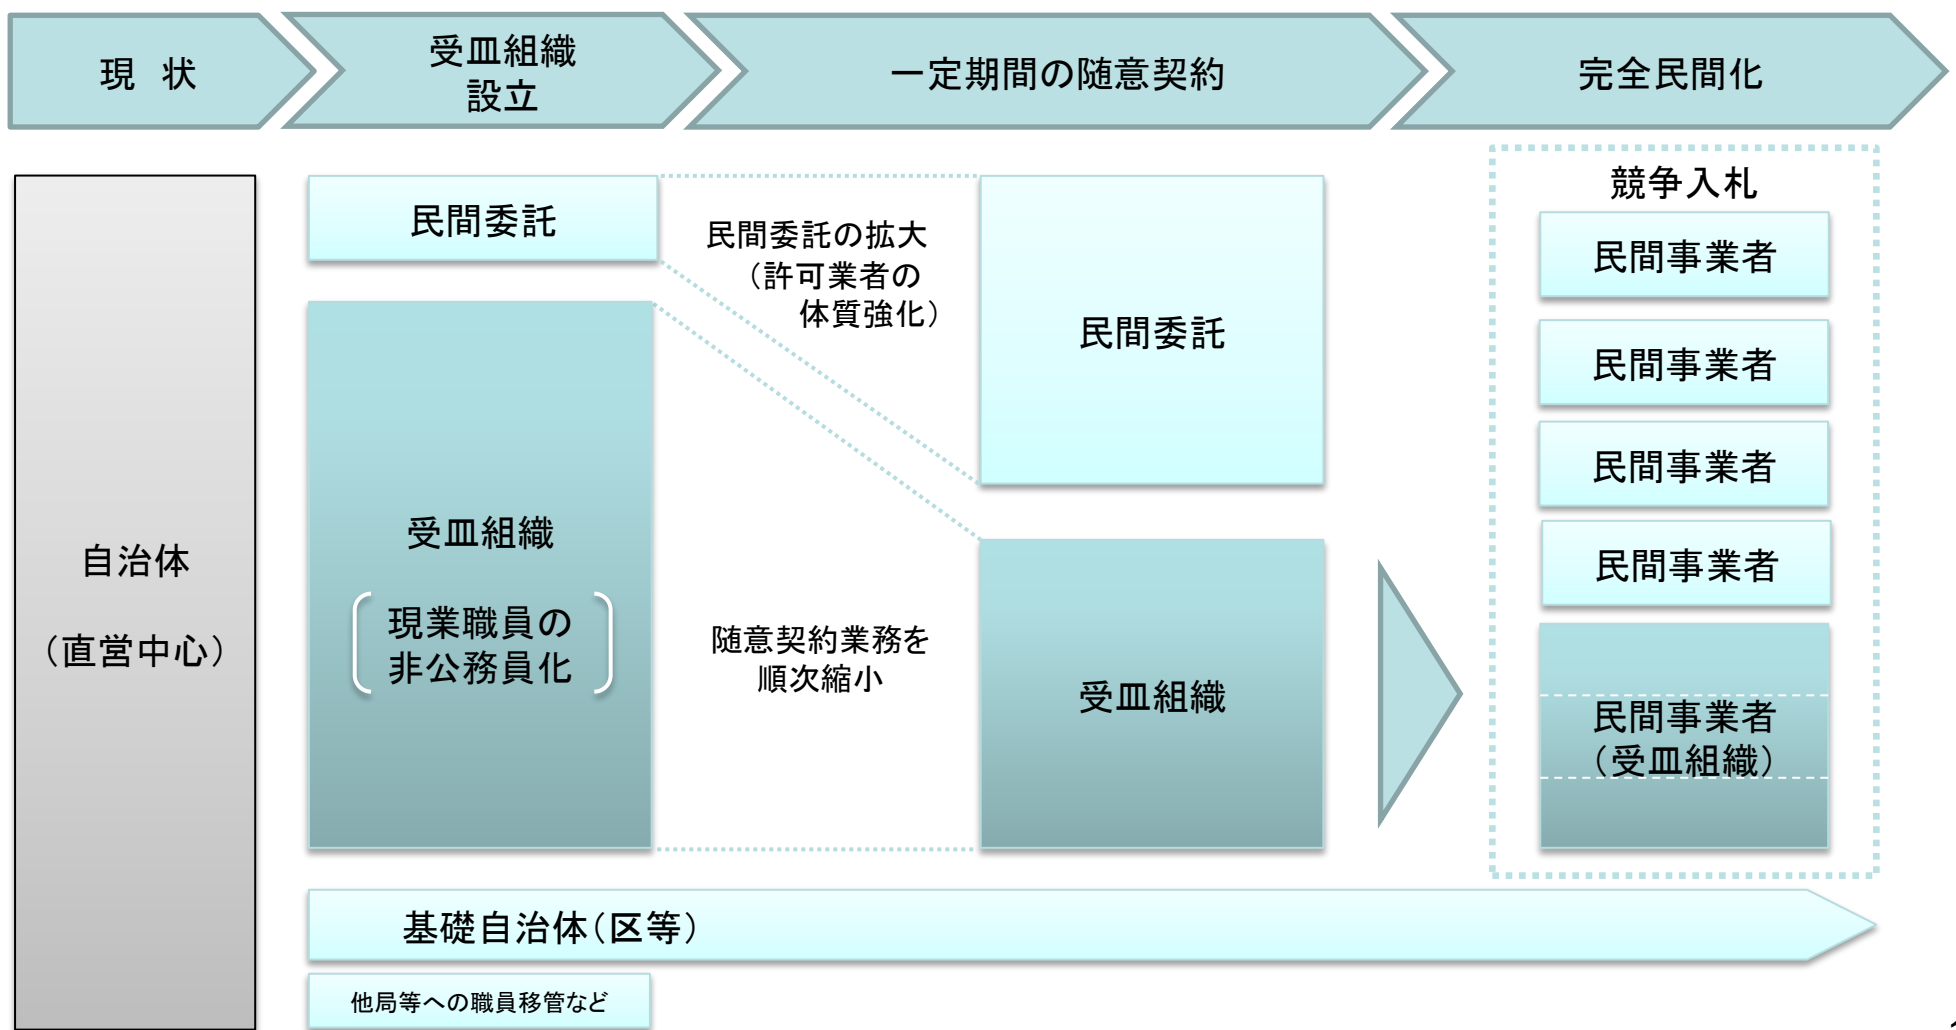 現　状
受皿組織
設立
一定期間の随意契約
完全民間化
自治体
（直営中心）
民間委託
受皿組織
現業職員の
非公務員化
民間委託の拡大
（許可業者の
体質強化）
随意契約業務を
順次縮小
民間委託
受皿組織
競争入札
民間事業者
民間事業者
民間事業者
民間事業者
民間事業者
（受皿組織）
基礎自治体（区等）
他局等への職員移管など